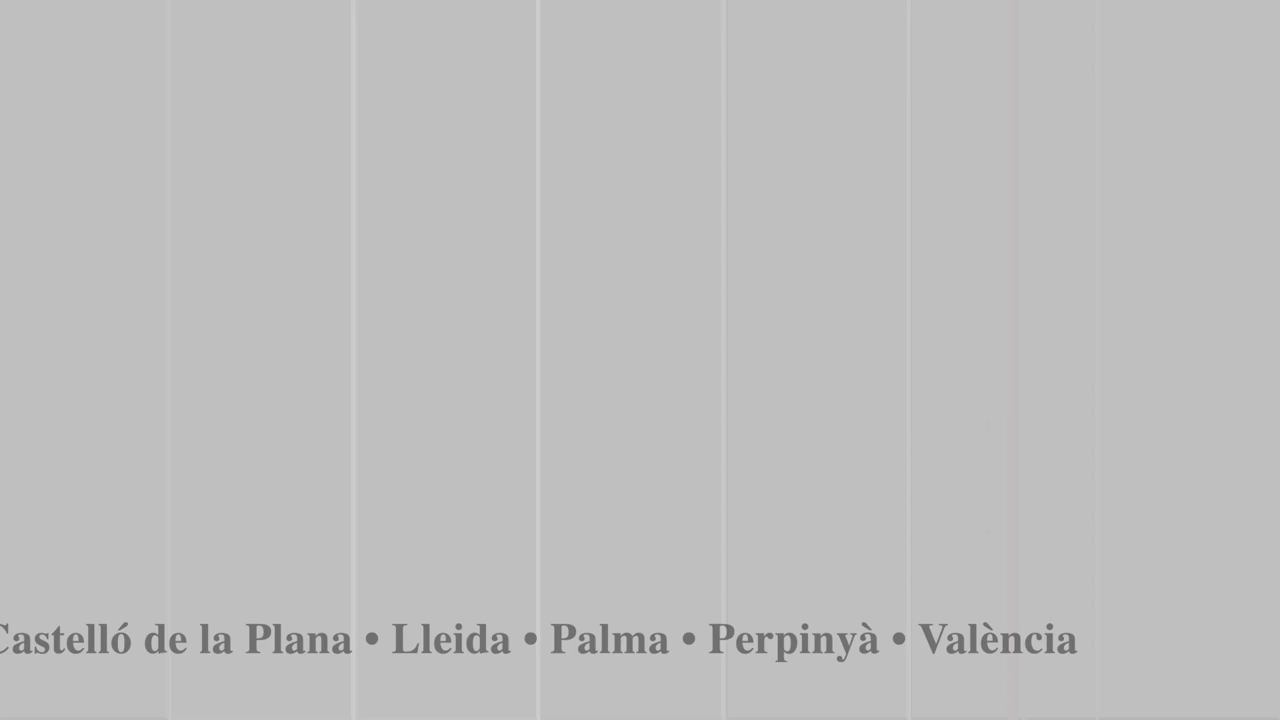 Castelló de la Plana • Lleida • Palma • Perpinyà • València